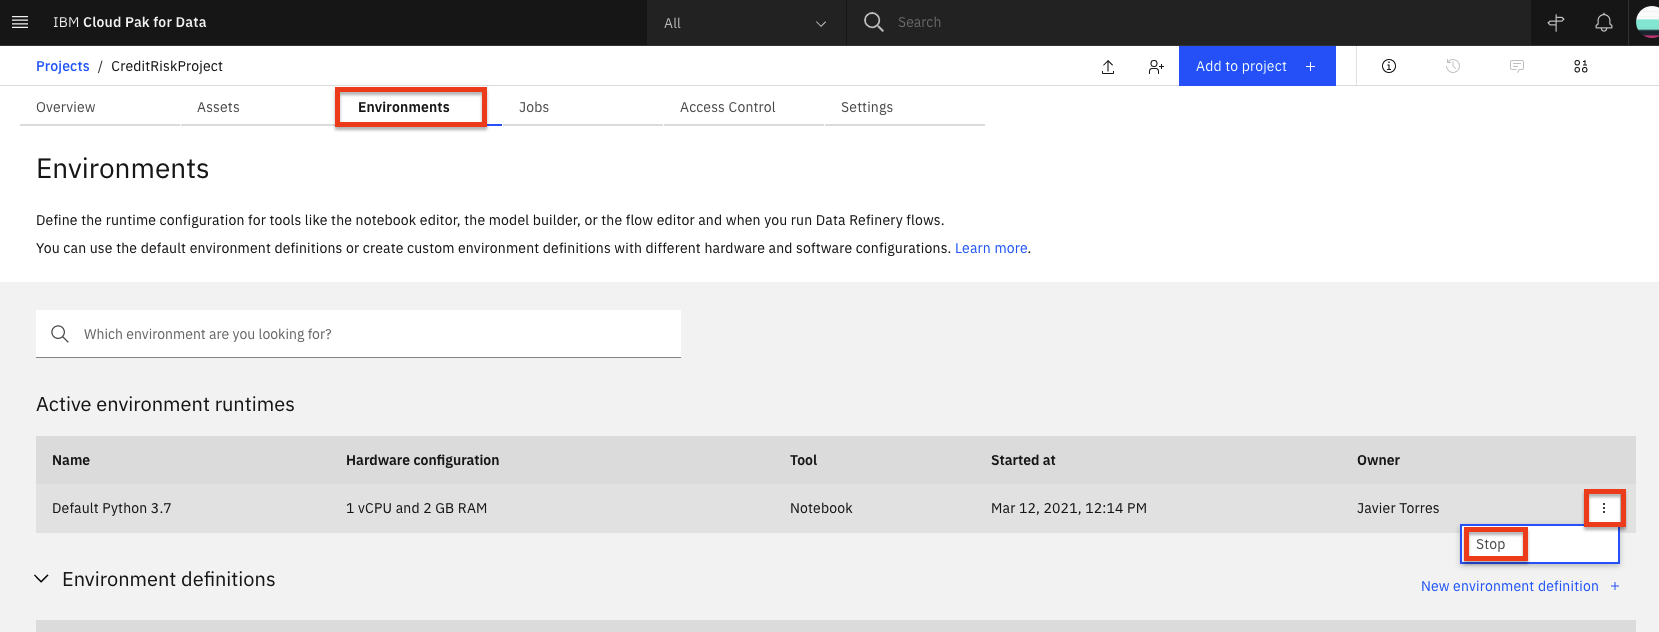 IBM Cloud Pak for Data
All
Search
Projects / CreditRiskProject
Add to project +
Overview
Assets
Environments
Jobs
Access Control
Settings
Environments
Define the runtime configuration for tools like the notebook editor, the model builder, or the flow editor and when you run Data Refinery flows.
You can use the default environment definitions or create custom environment definitions with different hardware and software configurations. Learn more.
Which environment are you looking for?
Active environment runtimes
Name Hardware configuration Tool Started at Owner
Default Python 3.7 1 vCPU and 2 GB RAM Notebook Mar 12, 2021, 12:14 PM Javier Torres
Stop
Environment definitions
New environment definition +